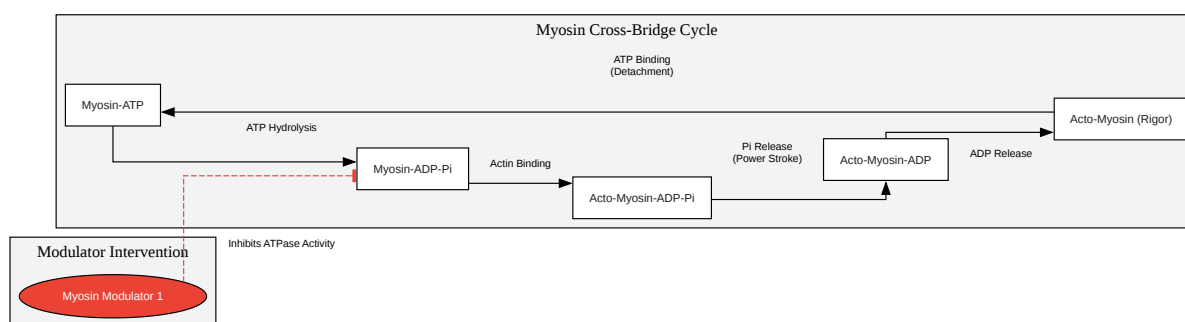 Myosin Cross-Bridge Cycle
ATP Binding
(Detachment)
Myosin-ATP
Acto-Myosin (Rigor)
ATP Hydrolysis
Pi Release
(Power Stroke)
Acto-Myosin-ADP
ADP Release
Myosin-ADP-Pi
Actin Binding
Acto-Myosin-ADP-Pi
Inhibits ATPase Activity
Modulator Intervention
Myosin Modulator 1